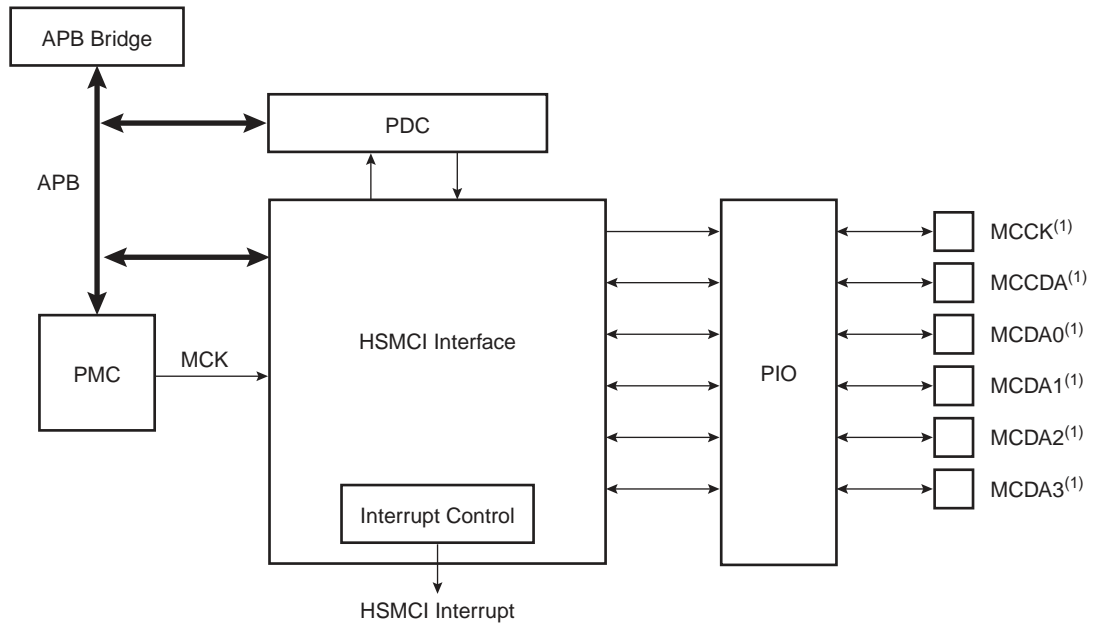 APB Bridge
PDC
APB
MCCK(1)
MCCDA(1)
HSMCI Interface
MCDA0(1)
MCK
PMC
PIO
MCDA1(1)
MCDA2(1)
MCDA3(1)
Interrupt Control
HSMCI Interrupt